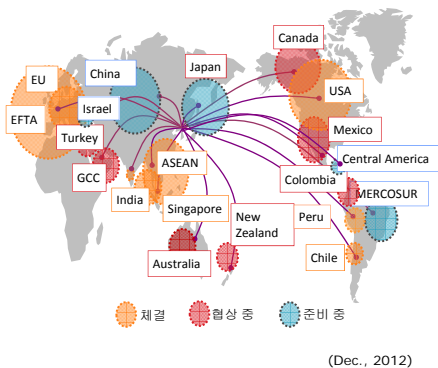 Canada
EU
China
Japan
USA
EFTA
Israel
Turkey
Mexico
ASEAN
Central America
GCC
Colombia
India
MERCOSUR
Singapore
New
Zealand
Peru
Australia
Chile
체결
협상 중
준비 중
(Dec., 2012)